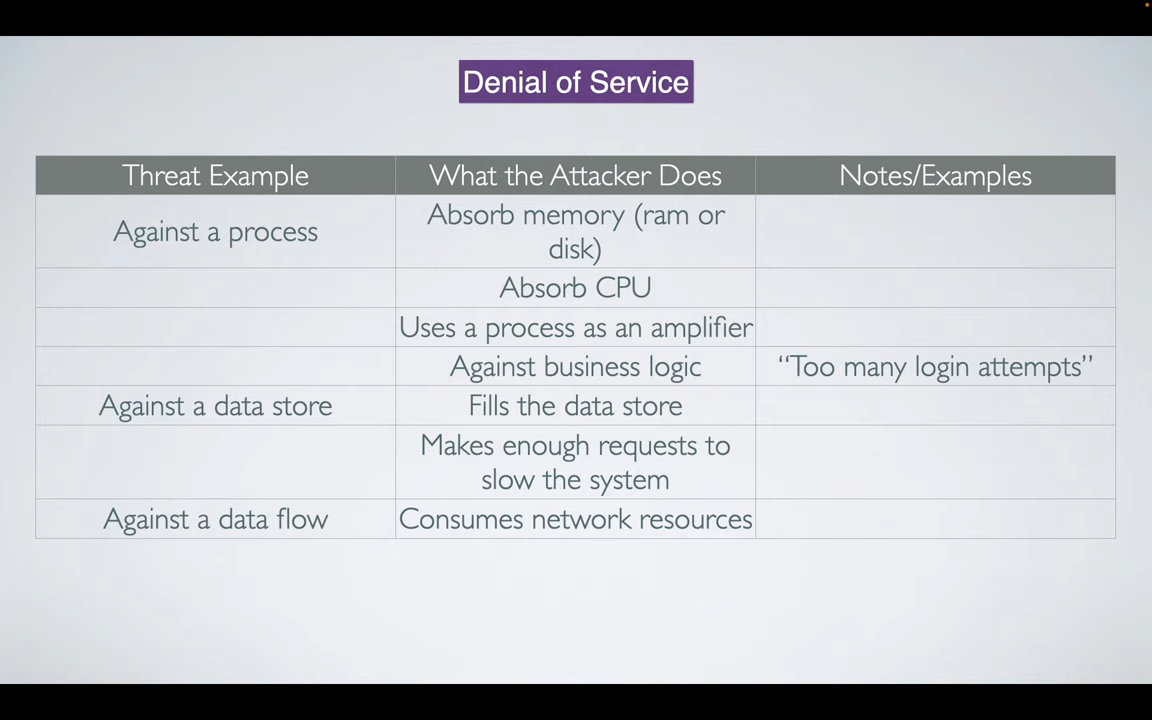 Denial of Service
Threat Example What the Attacker Does Notes/Examples
Against a process Absorb memory (ram or
disk)
Absorb CPU
Uses a process as an amplifier
Against business logic “Too many login attempts”
Against a data store Fills the data store
Makes enough requests to
slow the system
Against a data flow Consumes network resources